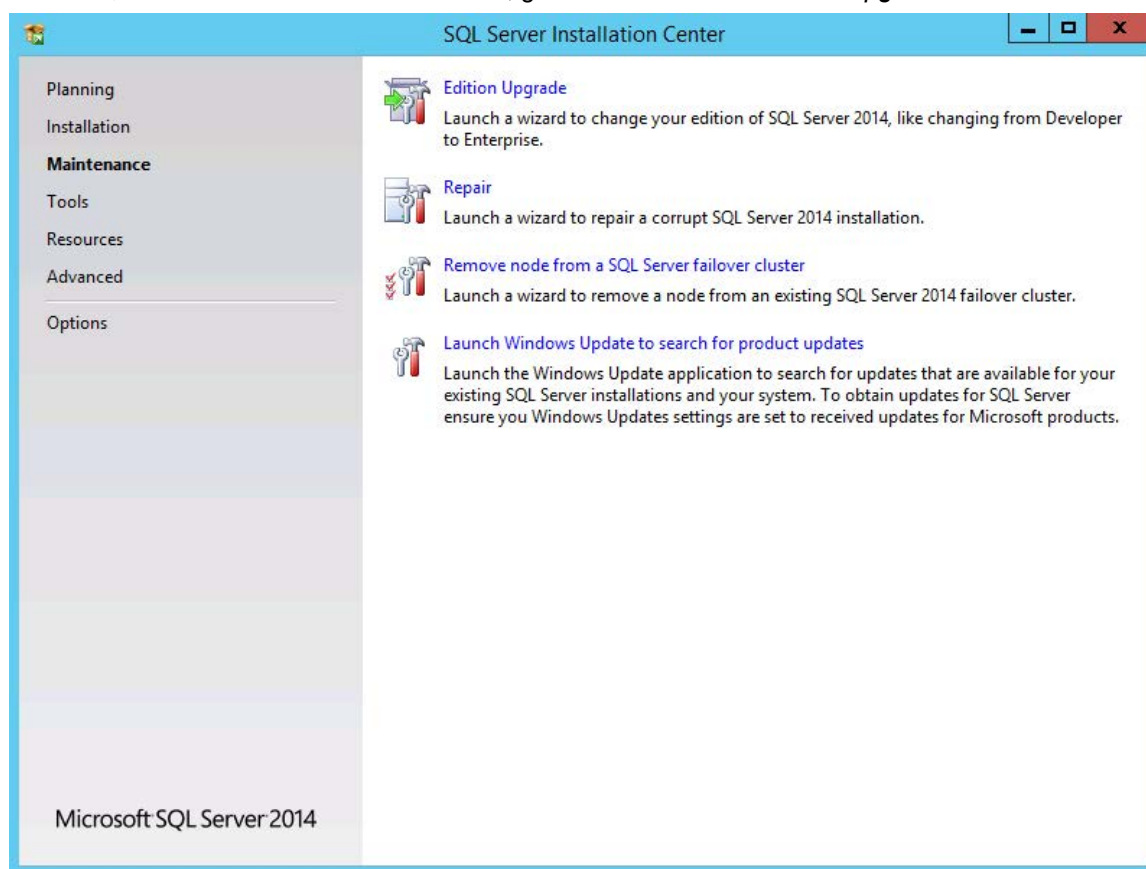 SQL Server Installation Center
Planning
Installation
Maintenance
Tools
Resources
Advanced
Options
Edition Upgrade
Launch a wizard to change your edition of SQL Server 2014, like changing from Developer
to Enterprise.
Repair
Launch a wizard to repair a corrupt SQL Server 2014 installation.
Remove node from a SQL Server failover cluster
Launch a wizard to remove a node from an existing SQL Server 2014 failover cluster.
Launch Windows Update to search for product updates
Launch the Windows Update application to search for updates that are available for your
existing SQL Server installations and your system. To obtain updates for SQL Server
ensure you Windows Updates settings are set to received updates for Microsoft products.
Microsoft SQL Server 2014